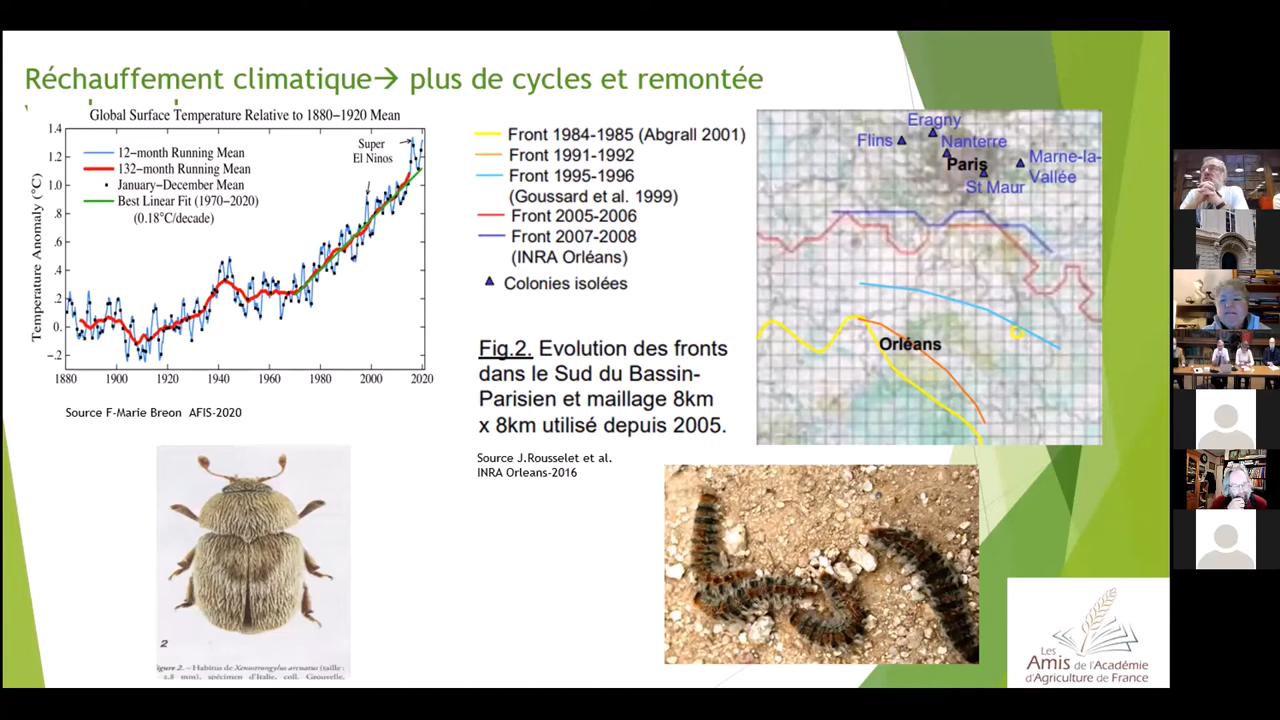 Réchauffement climatique→ plus de cycles et remontée
Global Surface Temperature Relative to 1880−1920 Mean
Temperature Anomaly (°C)
1.4
1.2
1.0
.8
.6
.4
.2
0.
-.2
1880
1900
1920
1940
1960
1980
2000
2020
12-month Running Mean
132-month Running Mean
January−December Mean
Best Linear Fit (1970−2020)
(0.18°C/decade)
Super
El Ninos
Source F-Marie Breon AFIS-2020
Front 1984-1985 (Abgrall 2001)
Front 1991-1992
Front 1995-1996
(Goussard et al. 1999)
Front 2005-2006
Front 2007-2008
(INRA Orléans)
Colonies isolées
Fig.2. Evolution des fronts
dans le Sud du Bassin-
Parisien et maillage 8km
x 8km utilisé depuis 2005.
Source J.Rousselet et al.
INRA Orleans-2016
Eragny
Flins
Nanterre
Paris
Marne-la-
Vallée
St Maur
Orléans
2
figure 2. – Habitus de Xenostrongylus arcuatus (taille :
2,8 mm), spécimen d'Italie, coll. Grouvelle,
Les
Amis de l'Académie
d'Agriculture de France